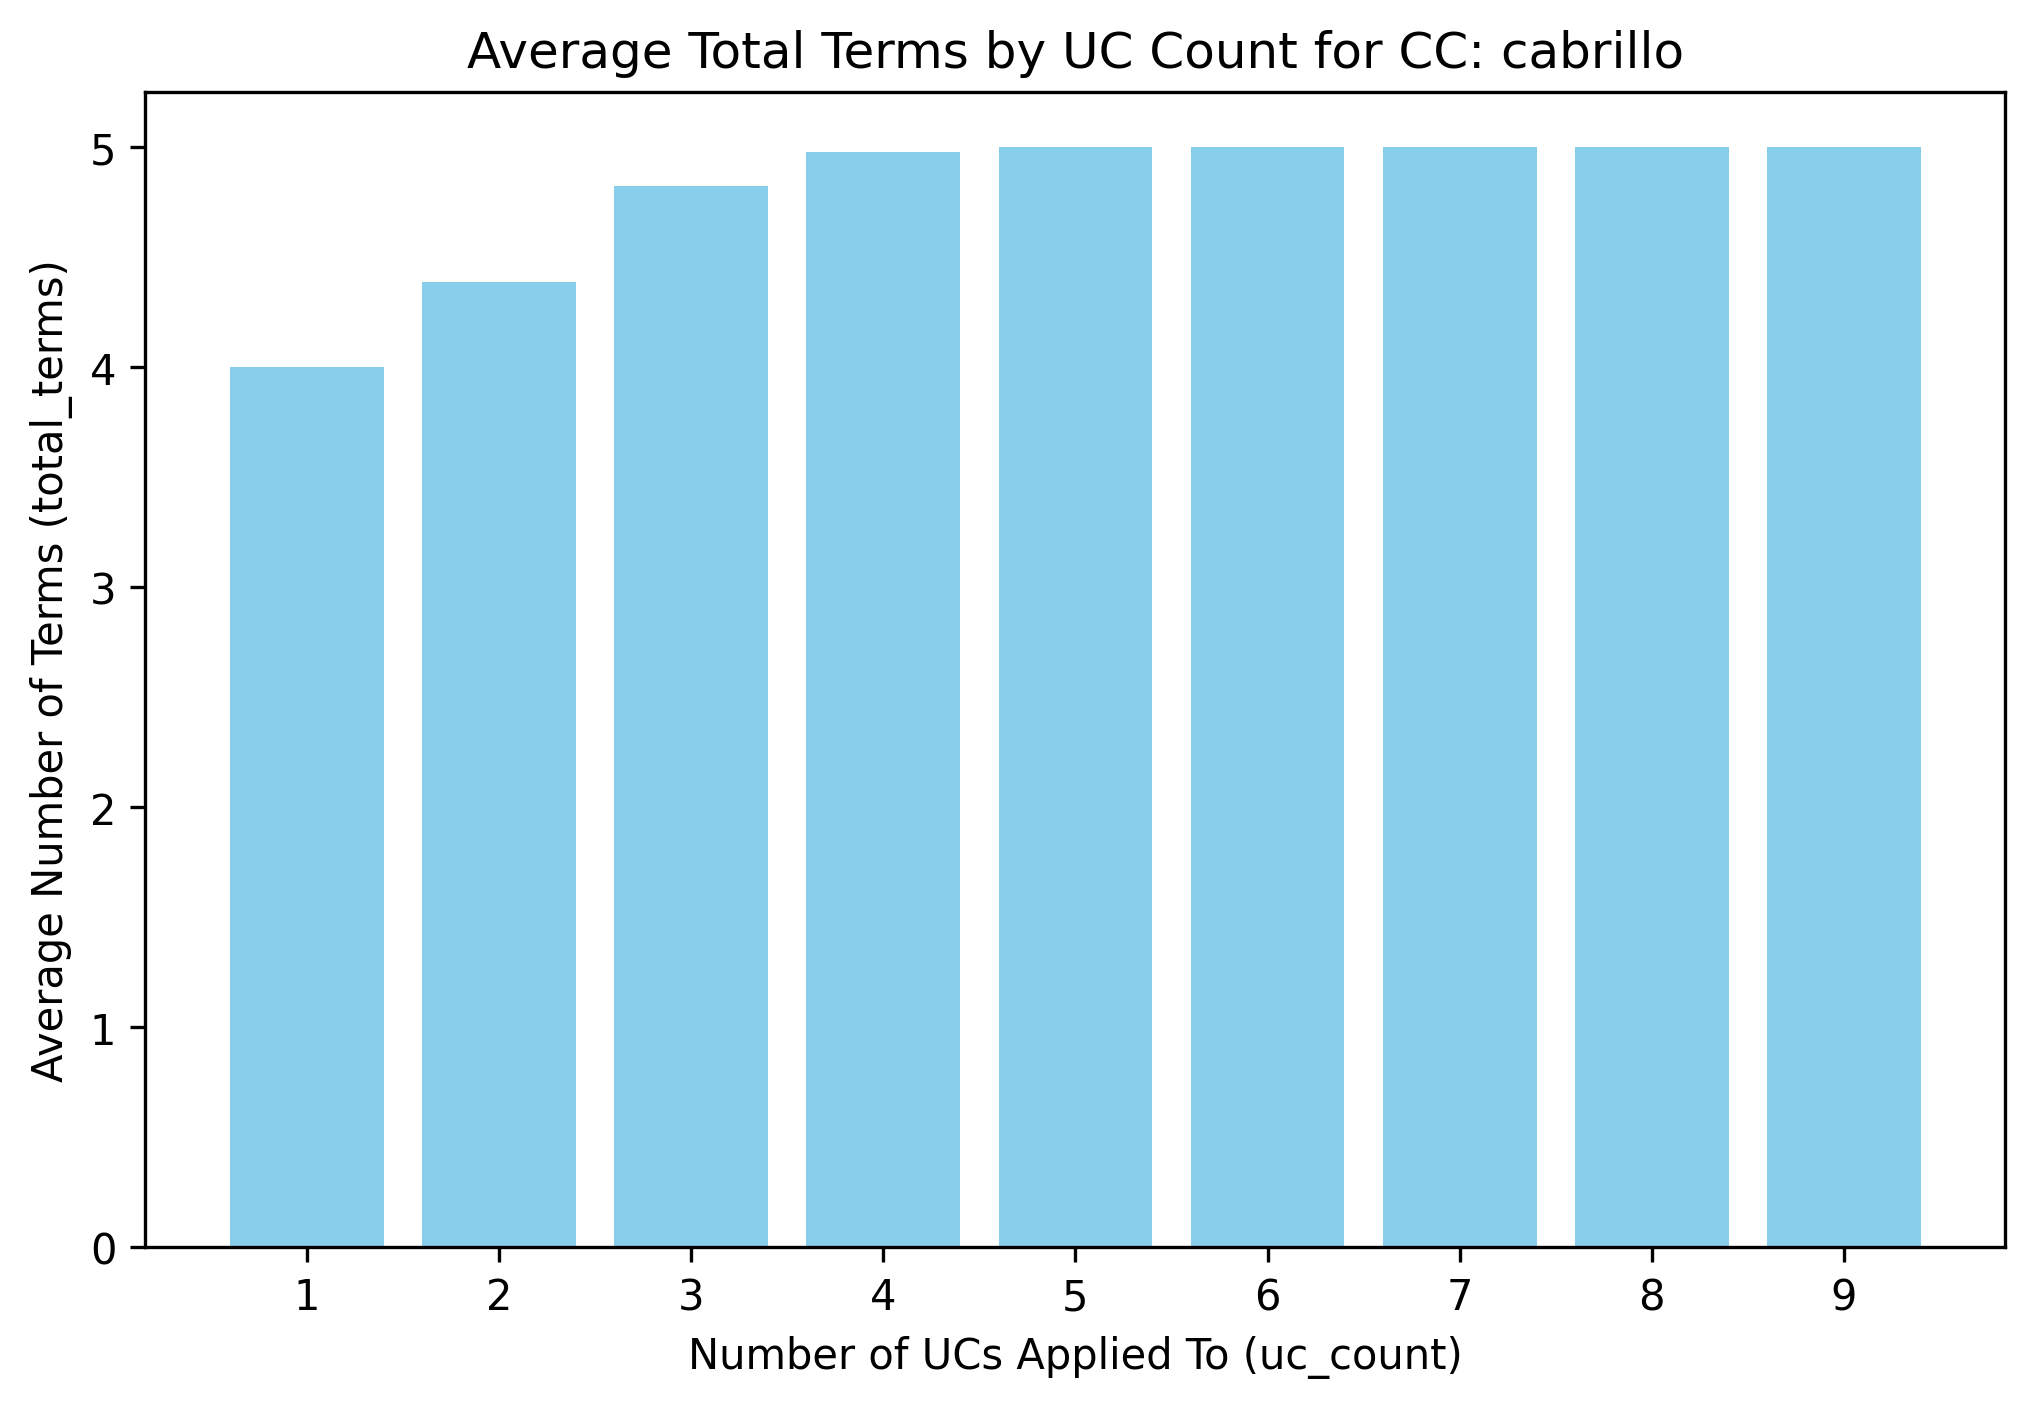 Average Total Terms by UC Count for CC: cabrillo
Average Number of Terms (total_terms)
5
4
3
2
1
0
1 2 3 4 5 6 7 8 9
Number of UCs Applied To (uc_count)